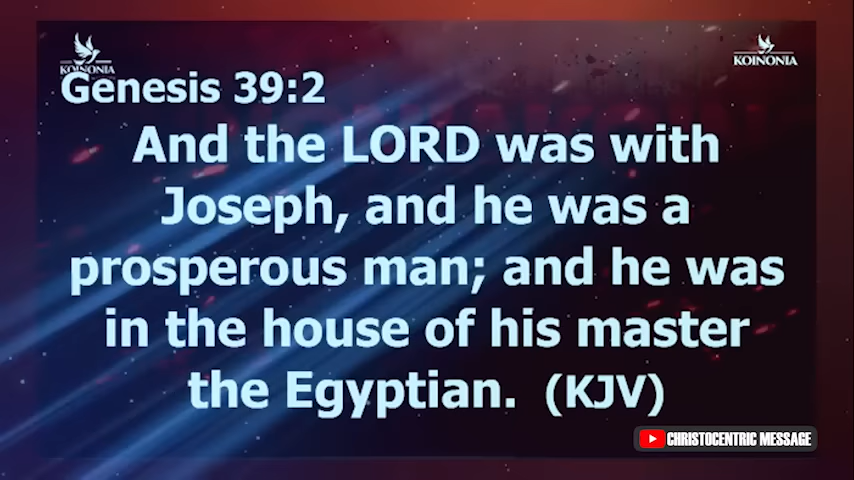 KOINONIA
KOINONIA
Genesis 39:2
And the LORD was with
Joseph, and he was a
prosperous man; and he was
in the house of his master
the Egyptian. (KJV)
CHRISTOCENTRIC MESSAGE